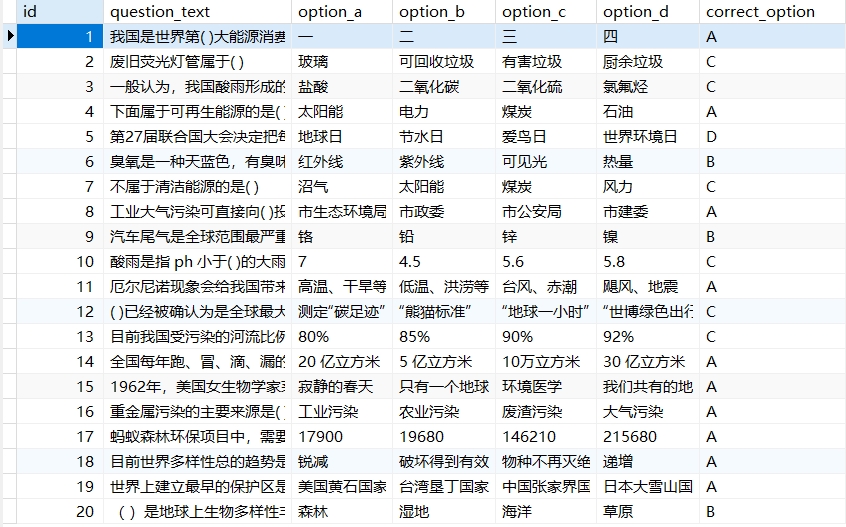 id question_text option_a option_b option_c option_d correct_option
1 我国是世界第( )大能源消费 一 二 三 四 A
2 废旧荧光灯管属于( ) 玻璃 可回收垃圾 有害垃圾 厨余垃圾 C
3 一般认为，我国酸雨形成的 盐酸 二氧化碳 二氧化硫 氯氟烃 C
4 下面属于可再生能源的是( ) 太阳能 电力 煤炭 石油 A
5 第27届联合国大会决定把每 地球日 节水日 爱鸟日 世界环境日 D
6 臭氧是一种天蓝色，有臭味 红外线 紫外线 可见光 热量 B
7 不属于清洁能源的是( ) 沼气 太阳能 煤炭 风力 C
8 工业大气污染可直接向( )投 市生态环境局 市政委 市公安局 市建委 A
9 汽车尾气是全球范围最严重 铬 铅 锌 镍 B
10 酸雨是指 ph 小于( )的大雨 7 4.5 5.6 5.8 C
11 厄尔尼诺现象会给我国带来 高温、干旱等 低温、洪涝等 台风、赤潮 飓风、地震 A
12 ( )已经被确认为是全球最大 测定“碳足迹” “熊猫标准” “地球一小时” “世博绿色出行 C
13 目前我国受污染的河流比例 80% 85% 90% 92% C
14 全国每年跑、冒、滴、漏的 20 亿立方米 5 亿立方米 10万立方米 30 亿立方米 A
15 1962年，美国女生物学家 寂静的春天 只有一个地球 环境医学 我们共有的地 A
16 重金属污染的主要来源是( ) 工业污染 农业污染 废渣污染 大气污染 A
17 蚂蚁森林环保项目中，需要 17900 19680 146210 215680 A
18 目前世界多样性总的趋势是 锐减 破坏得到有效 物种不再灭绝 递增 A
19 世界上建立最早的保护区是 美国黄石国家 台湾垦丁国家 中国张家界国 日本大雪山国 A
20 （ ）是地球上生物多样性 森林 湿地 海洋 草原 B